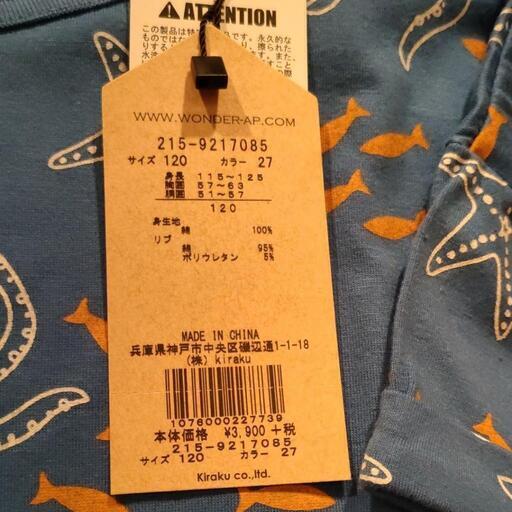 ATTENTION
WWW.WONDER-AP.COM
215-9217085
サイズ 120 カラー 27
身長 115~125
胸囲 57~63
胴囲 51~57
120
身生地
綿 100%
リブ
綿 95%
ポリウレタン 5%
MADE IN CHINA
兵庫県神戸市中央区磯辺通1-1-18
(株) kiraku
1076000227739
本体価格 ¥3,900 +税
215-9217085
サイズ 120 カラー 27
Kiraku co.,ltd.